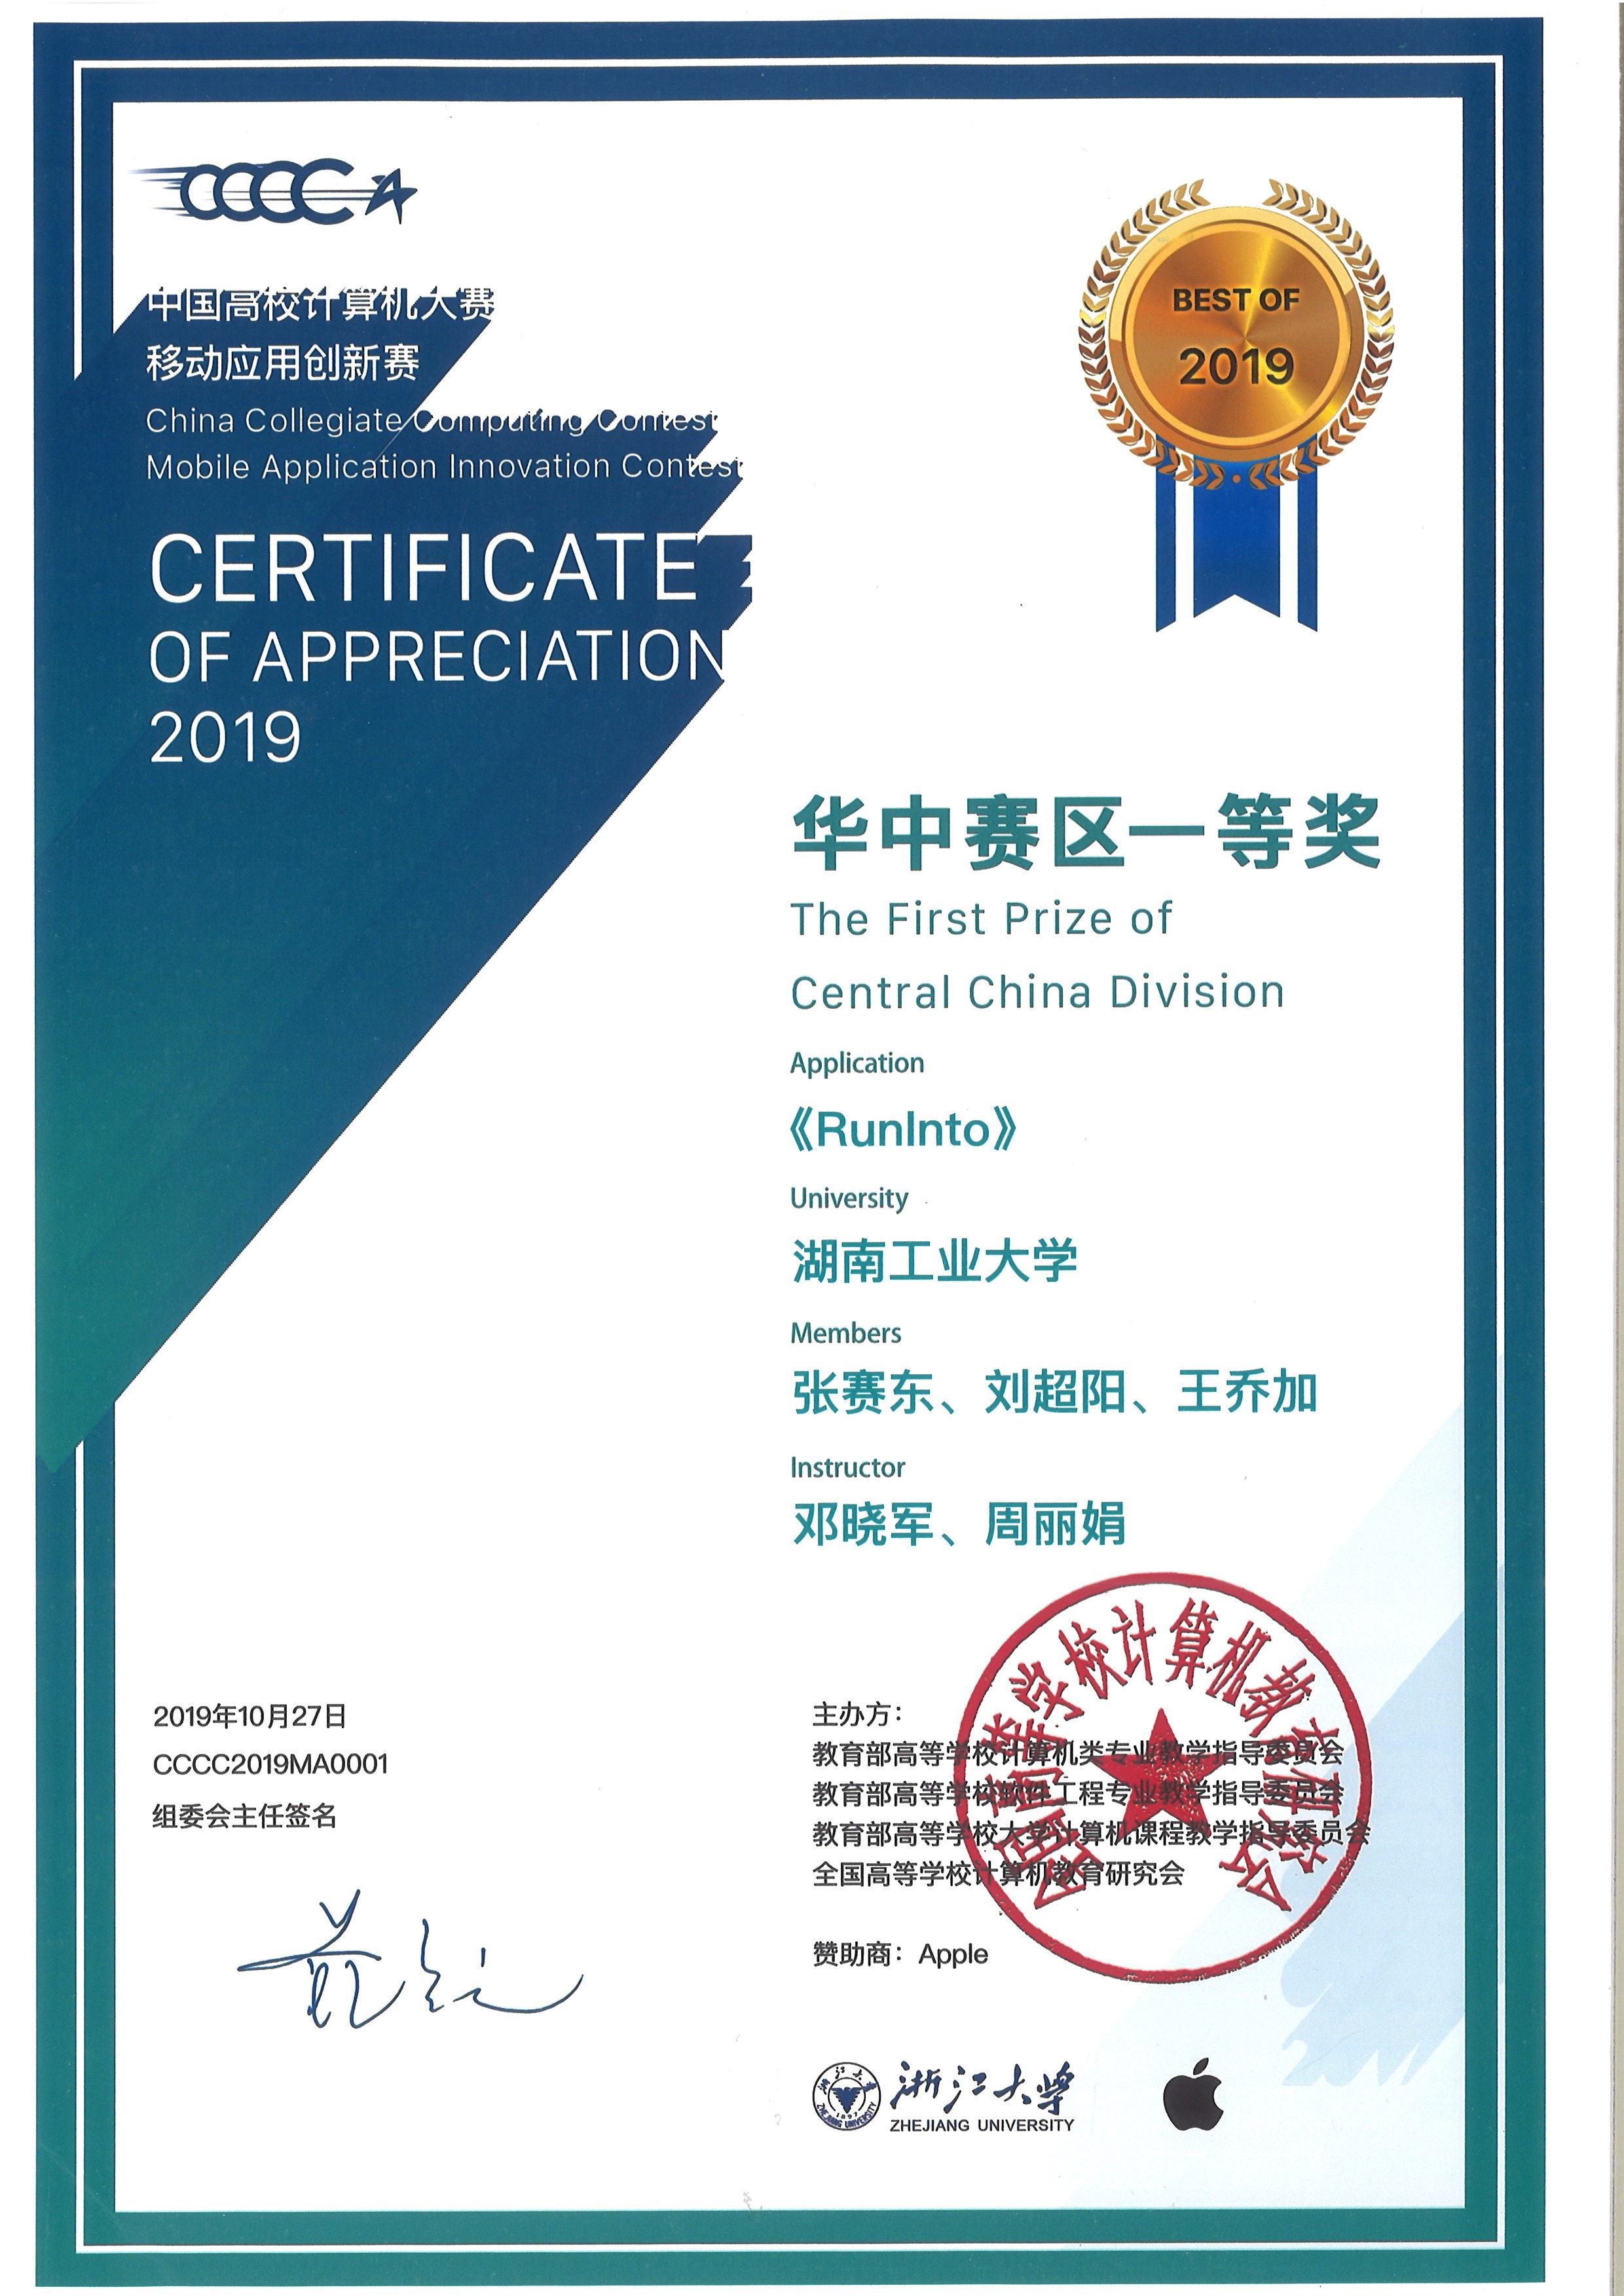 CCCC
中国高校计算机大赛
移动应用创新赛
China Collegiate Computing Contest
Mobile Application Innovation Contest
CERTIFICATE
OF APPRECIATION
2019
BEST OF
2019
华中赛区一等奖
The First Prize of
Central China Division
Application
《RunInto》
University
湖南工业大学
Members
张赛东、刘超阳、王乔加
Instructor
邓晓军、周丽娟
2019年10月27日
CCCC2019MA0001
组委会主任签名
主办方：
教育部高等学校计算机类专业教学指导委员会
教育部高等学校软件工程专业教学指导委员会
教育部高等学校大学计算机课程教学指导委员会
全国高等学校计算机教育研究会
赞助商：Apple
全国高等学校计算机教育研究会
浙江大学
ZHEJIANG UNIVERSITY
浙江大学
1897
ZHEJIANG UNIVERSITY